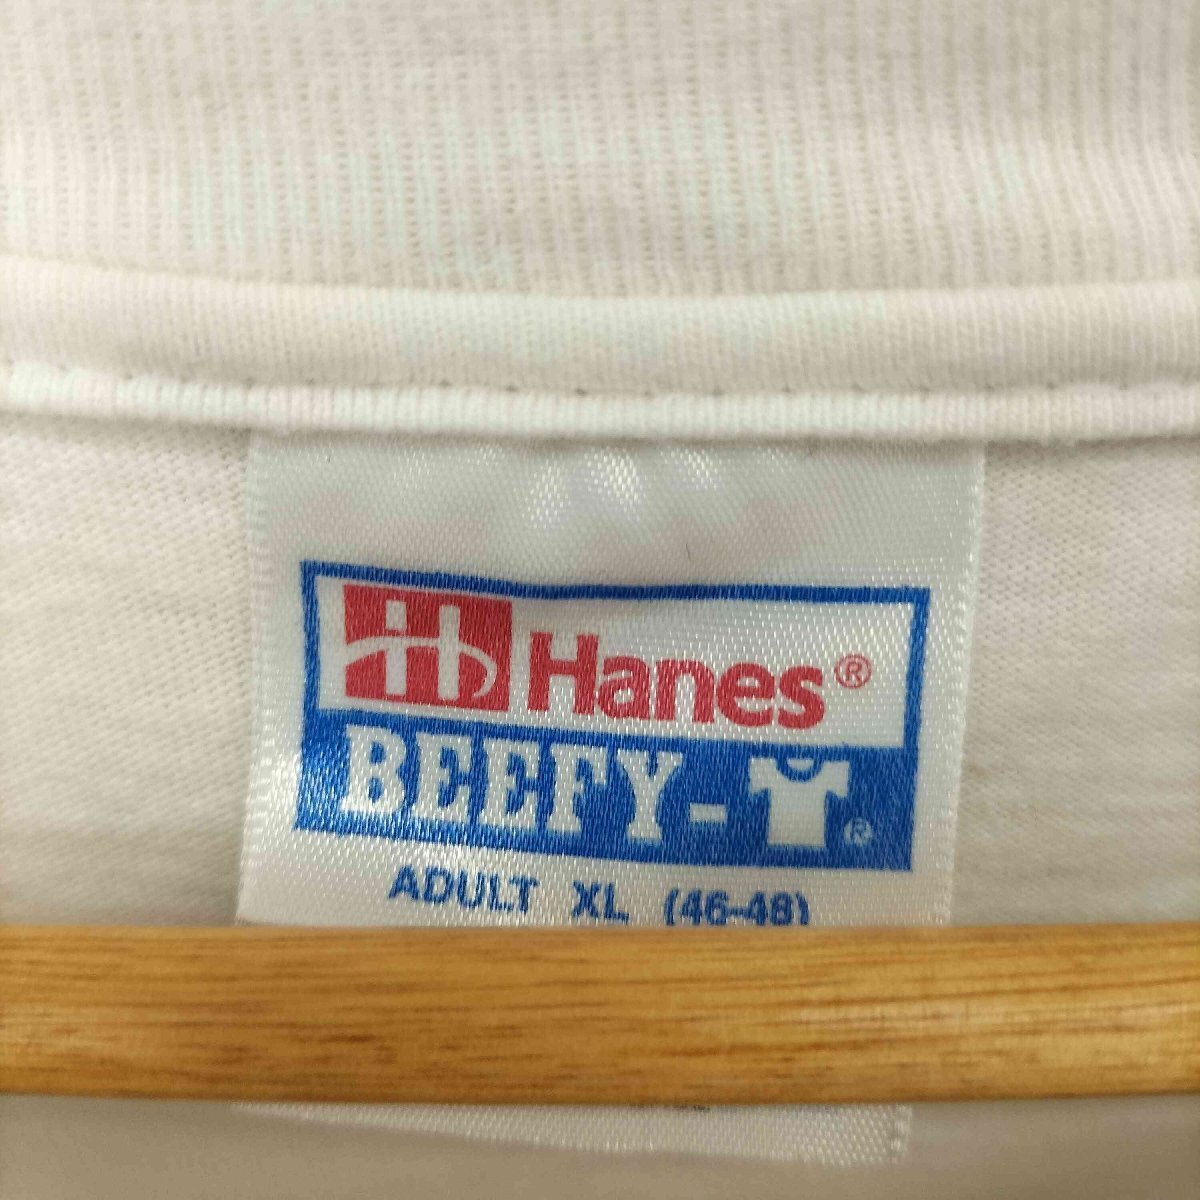 Hanes®
BEEFY-T®
ADULT XL (46-48)